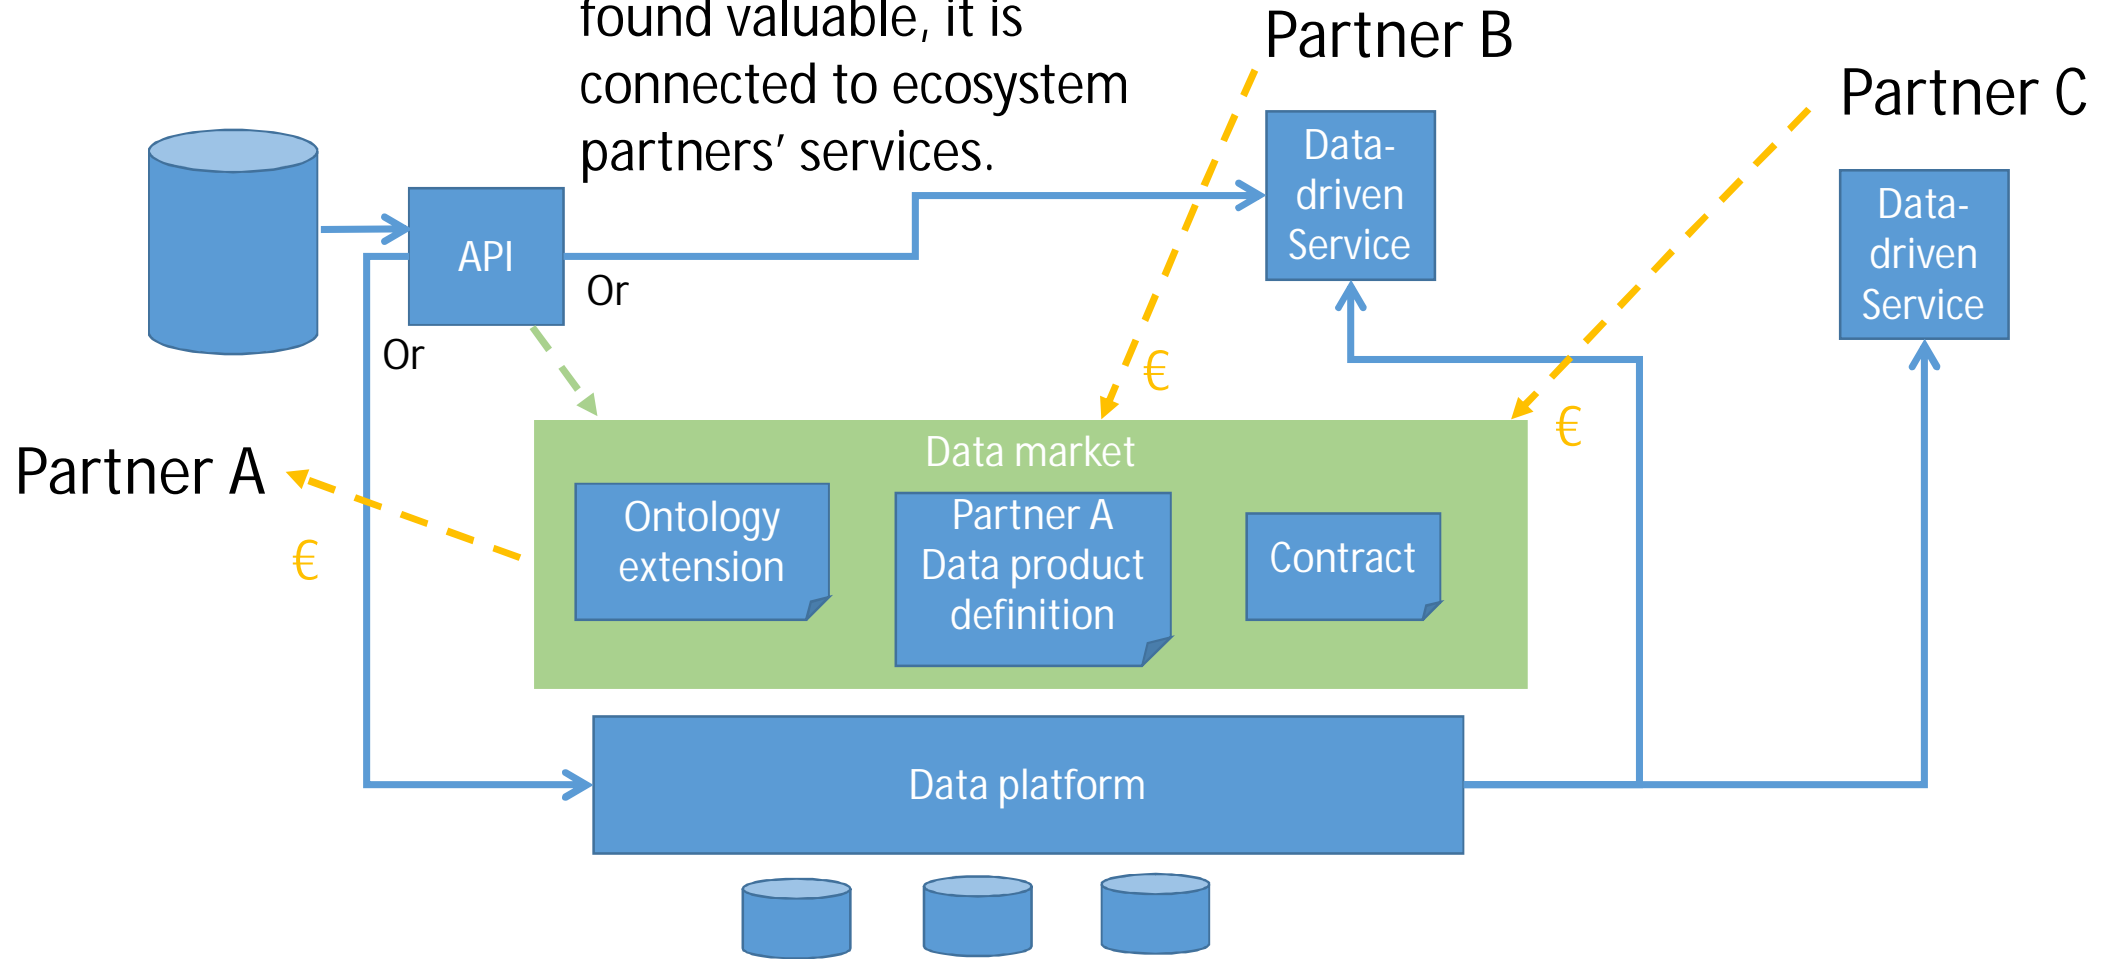 found valuable, it is
connected to ecosystem
partners' services.
Partner B
Partner C
Data-
driven
Service
Data-
driven
Service
API
Or
Or
€
€
Partner A
€
Data market
Ontology
extension
Partner A
Data product
definition
Contract
Data platform